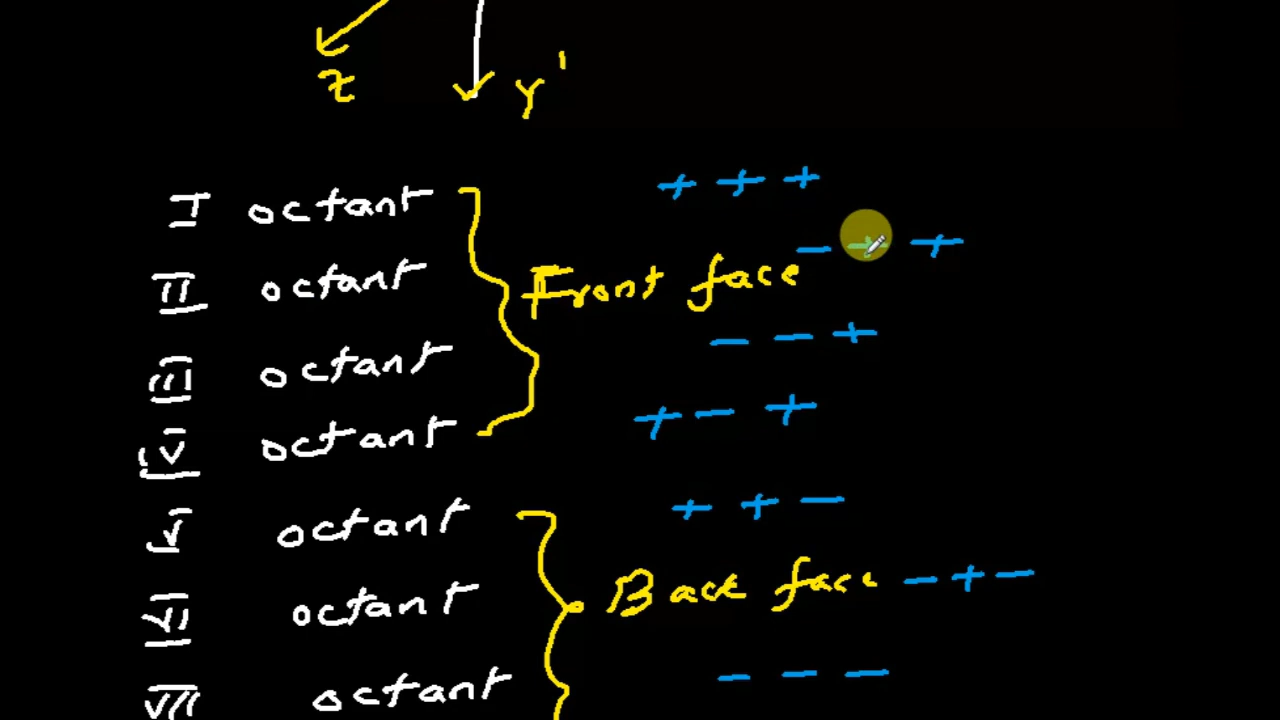 Z
Y'
I octant + + +
II octant Front face - + +
III octant - - +
IV octant + - +
V octant + + -
VI octant Back face - + -
VII octant - - -